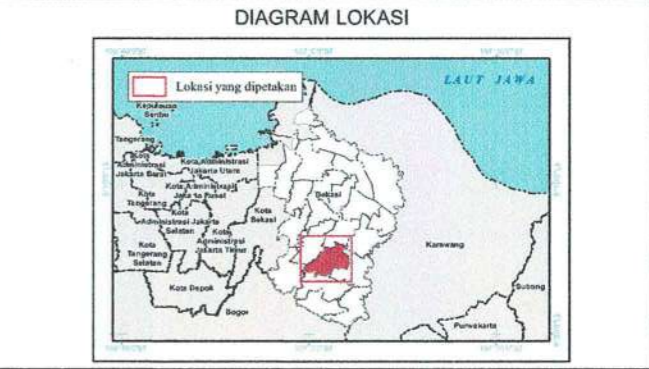 DIAGRAM LOKASI
LAUT JAWA
Lokasi yang dipetakan
Kepulauan
Seribu
Tangerang
Kota
Administrasi
Jakarta Barat
Kota Administrasi
Jakarta Utara
Kota
Tangerang
Kota Administrasi
Jakarta Pusat
Kota
Administrasi Jakarta
Selatan
Kota
Administrasi
Jakarta Timur
Kota
Bekasi
Bekasi
Kota
Tangerang
Selatan
Karawang
Kota Depok
Bogor
Subang
Purwakarta